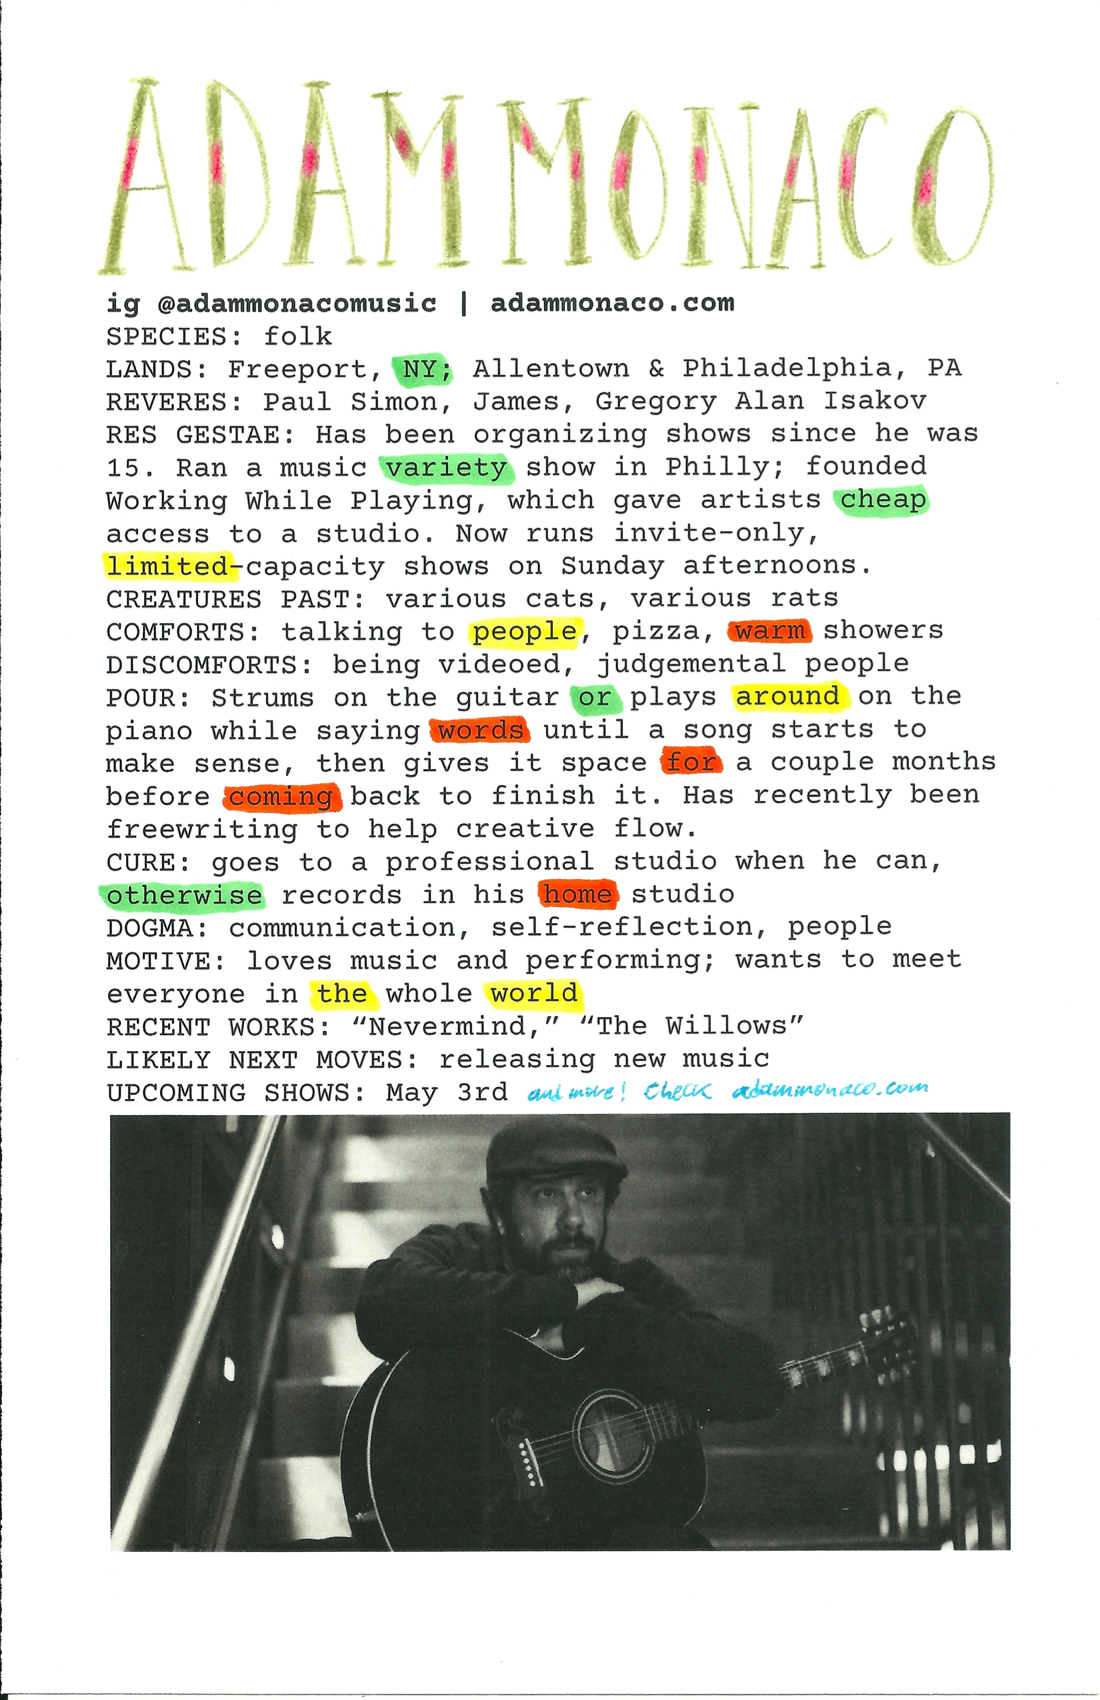 ADAM MONACO
ig @adammonacomusic | adammonaco.com
SPECIES: folk
LANDS: Freeport, NY; Allentown & Philadelphia, PA
REVERES: Paul Simon, James, Gregory Alan Isakov
RES GESTAE: Has been organizing shows since he was
15. Ran a music variety show in Philly; founded
Working While Playing, which gave artists cheap
access to a studio. Now runs invite-only,
limited-capacity shows on Sunday afternoons.
CREATURES PAST: various cats, various rats
COMFORTS: talking to people, pizza, warm showers
DISCOMFORTS: being videoed, judgemental people
POUR: Strums on the guitar or plays around on the
piano while saying words until a song starts to
make sense, then gives it space for a couple months
before coming back to finish it. Has recently been
freewriting to help creative flow.
CURE: goes to a professional studio when he can,
otherwise records in his home studio
DOGMA: communication, self-reflection, people
MOTIVE: loves music and performing; wants to meet
everyone in the whole world
RECENT WORKS: “Nevermind,” “The Willows”
LIKELY NEXT MOVES: releasing new music
UPCOMING SHOWS: May 3rd and more! Check adammonaco.com